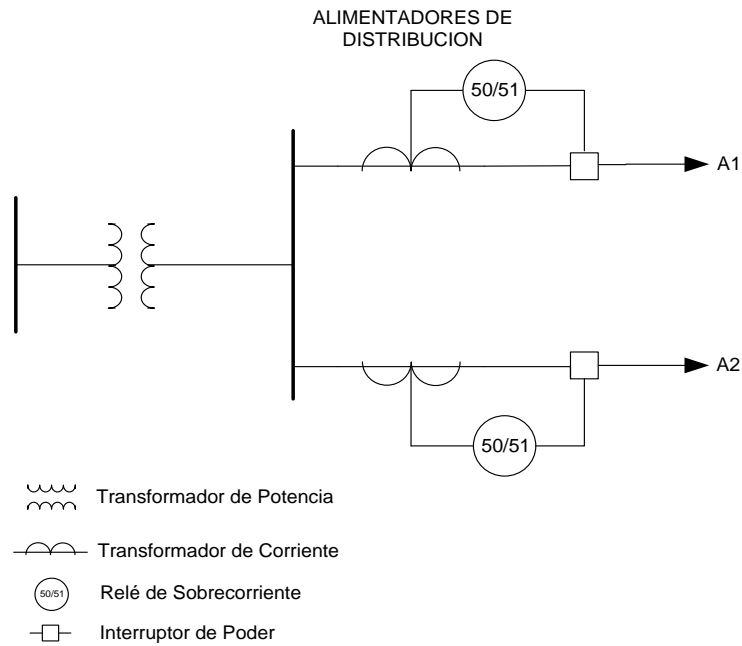 ALIMENTADORES DE
DISTRIBUCION
50/51
A1
A2
50/51
Transformador de Potencia
Transformador de Corriente
50/51
Relé de Sobrecorriente
Interruptor de Poder